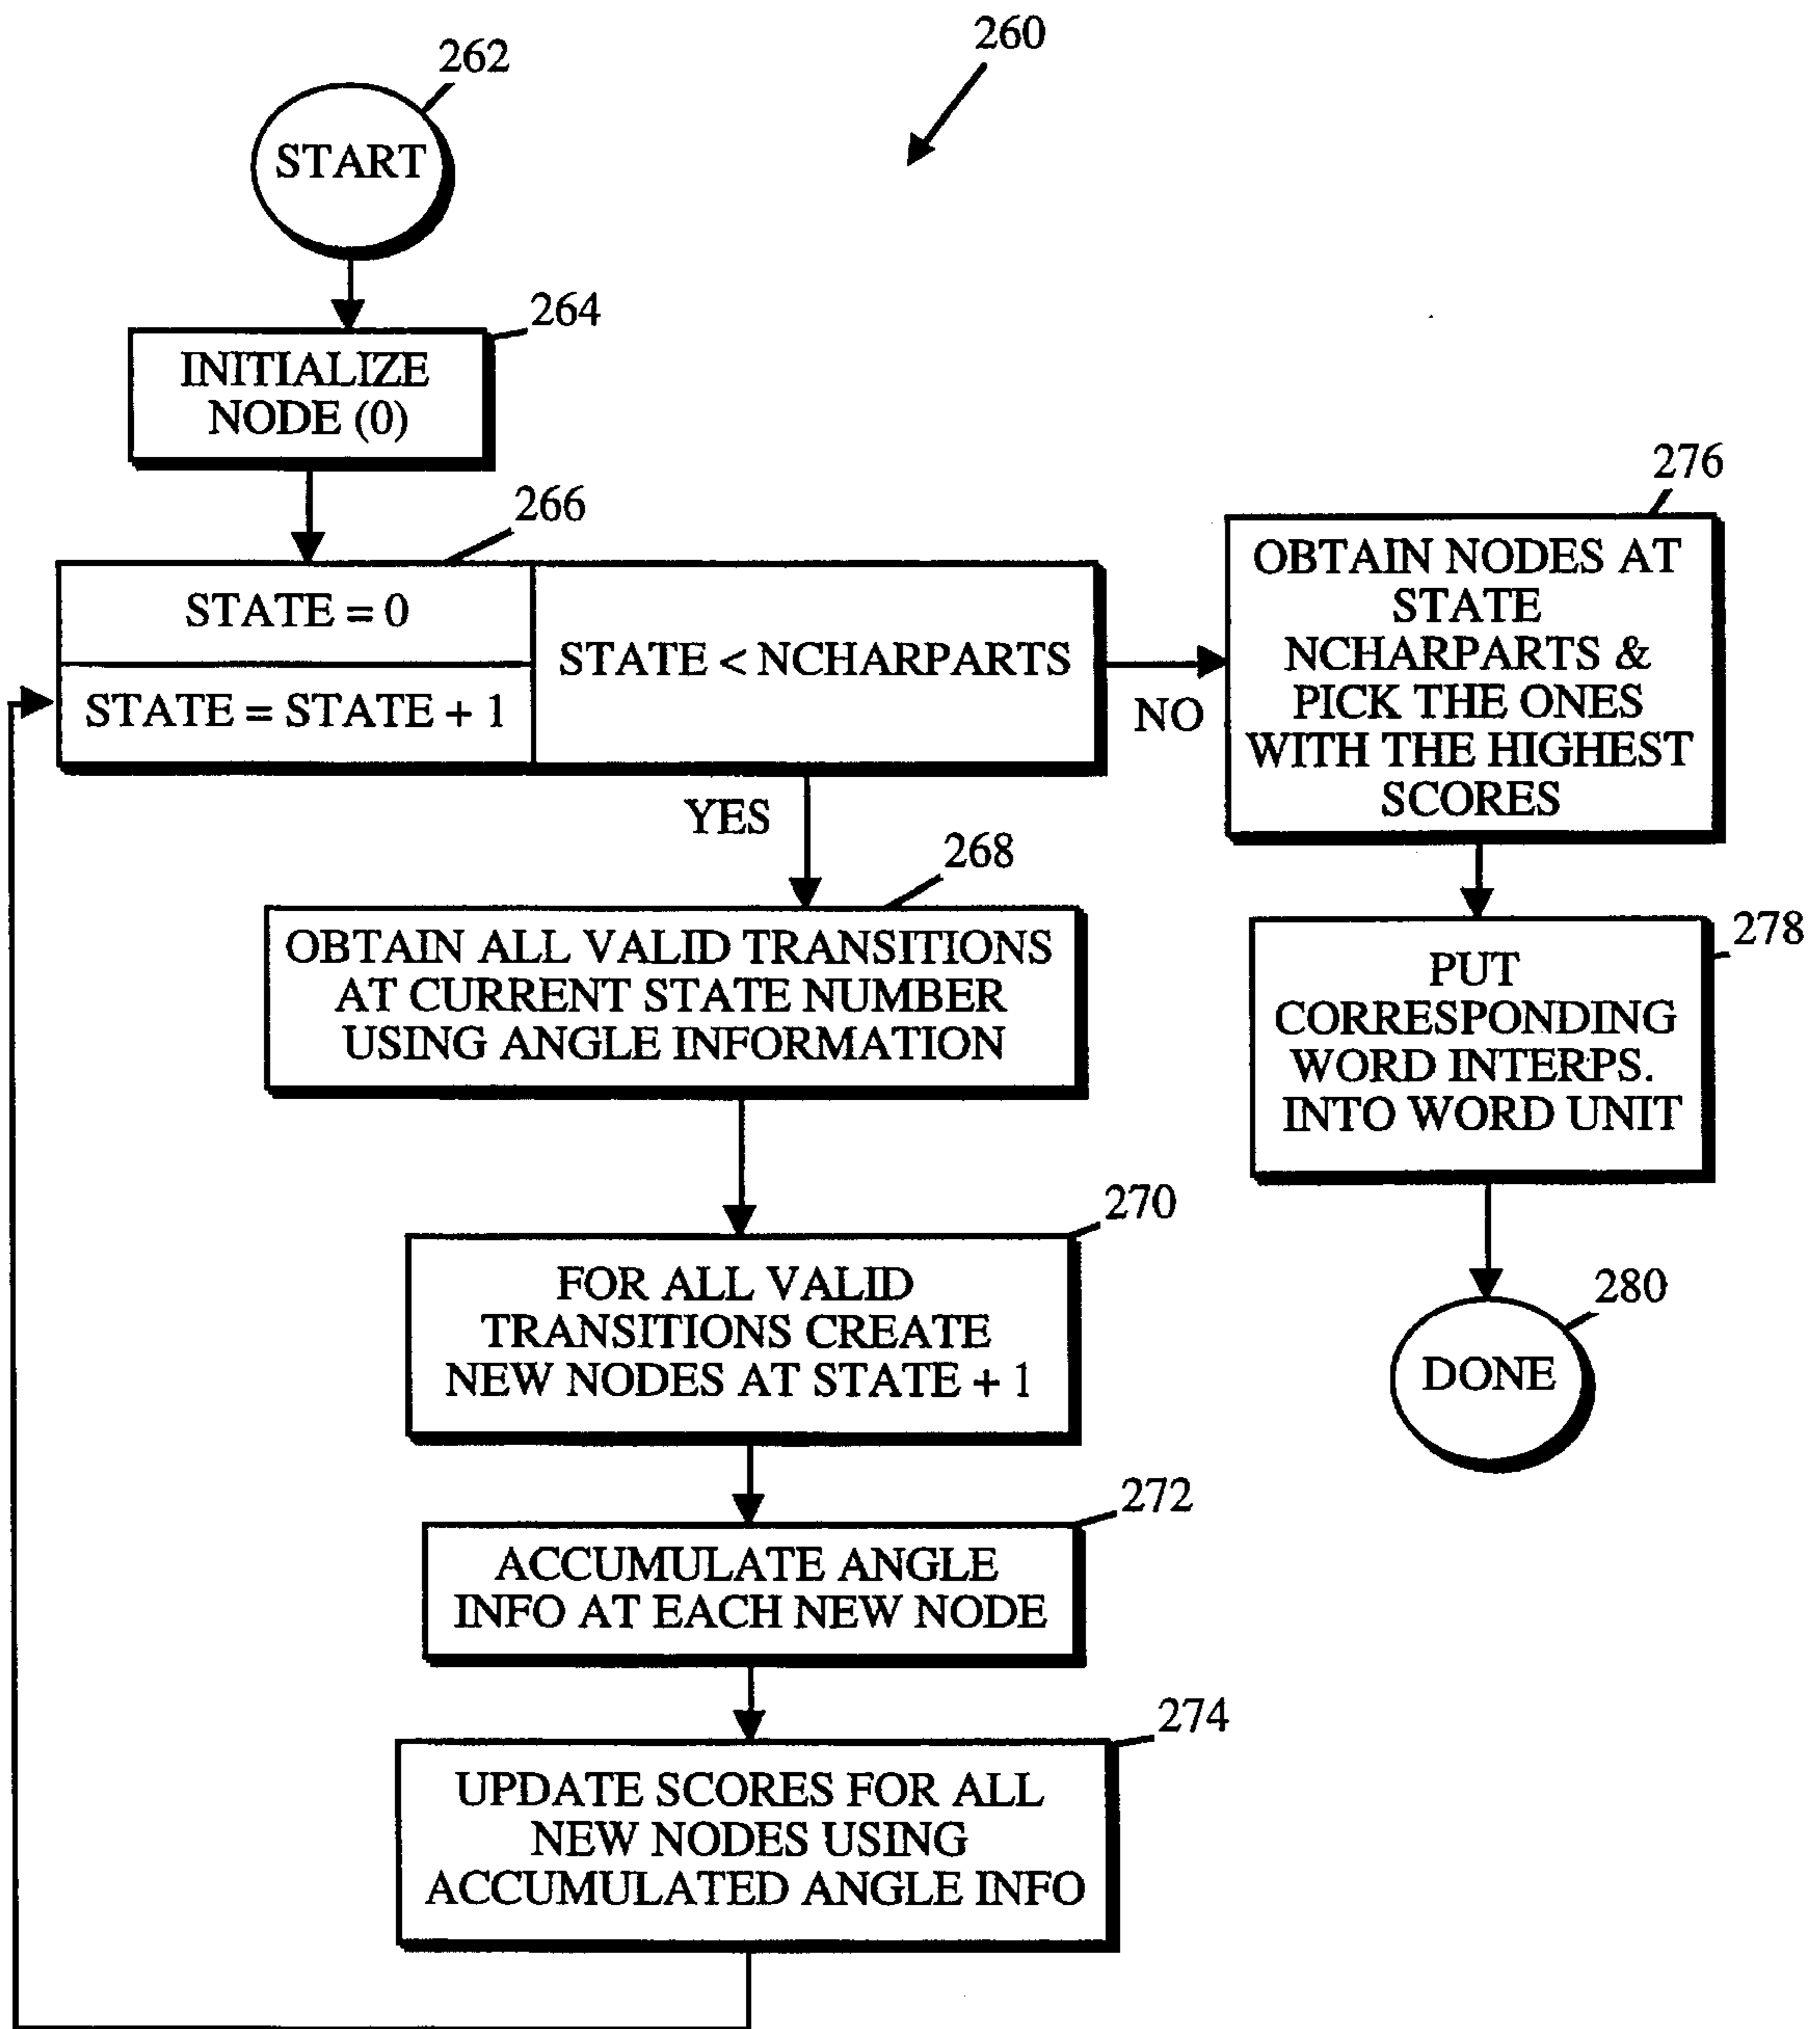 260
262
START
264
INITIALIZE
NODE (0)
266
STATE = 0
STATE = STATE + 1
STATE < NCHARPARTS
NO
YES
276
OBTAIN NODES AT
STATE
NCHARPARTS &
PICK THE ONES
WITH THE HIGHEST
SCORES
268
OBTAIN ALL VALID TRANSITIONS
AT CURRENT STATE NUMBER
USING ANGLE INFORMATION
278
PUT
CORRESPONDING
WORD INTERPS.
INTO WORD UNIT
270
FOR ALL VALID
TRANSITIONS CREATE
NEW NODES AT STATE + 1
280
DONE
272
ACCUMULATE ANGLE
INFO AT EACH NEW NODE
274
UPDATE SCORES FOR ALL
NEW NODES USING
ACCUMULATED ANGLE INFO